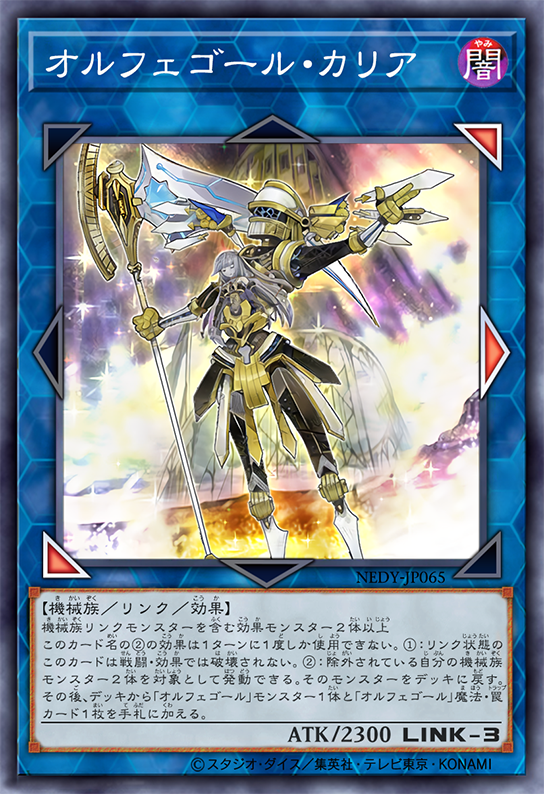 オルフェゴール・カリア
闇
やみ
NEDY-JP065
【機械族／リンク／効果】
機械族リンクモンスターを含む効果モンスター２体以上
このカード名の②の効果は１ターンに１度しか使用できない。①：リンク状態の
このカードは戦闘・効果では破壊されない。②：除外されている自分の機械族
モンスター２体を対象として発動できる。そのモンスターをデッキに戻す。
その後、デッキから「オルフェゴール」モンスター１体と「オルフェゴール」魔法・罠
カード１枚を手札に加える。
ATK/2300 LINK-3
©スタジオ・ダイス／集英社・テレビ東京・KONAMI